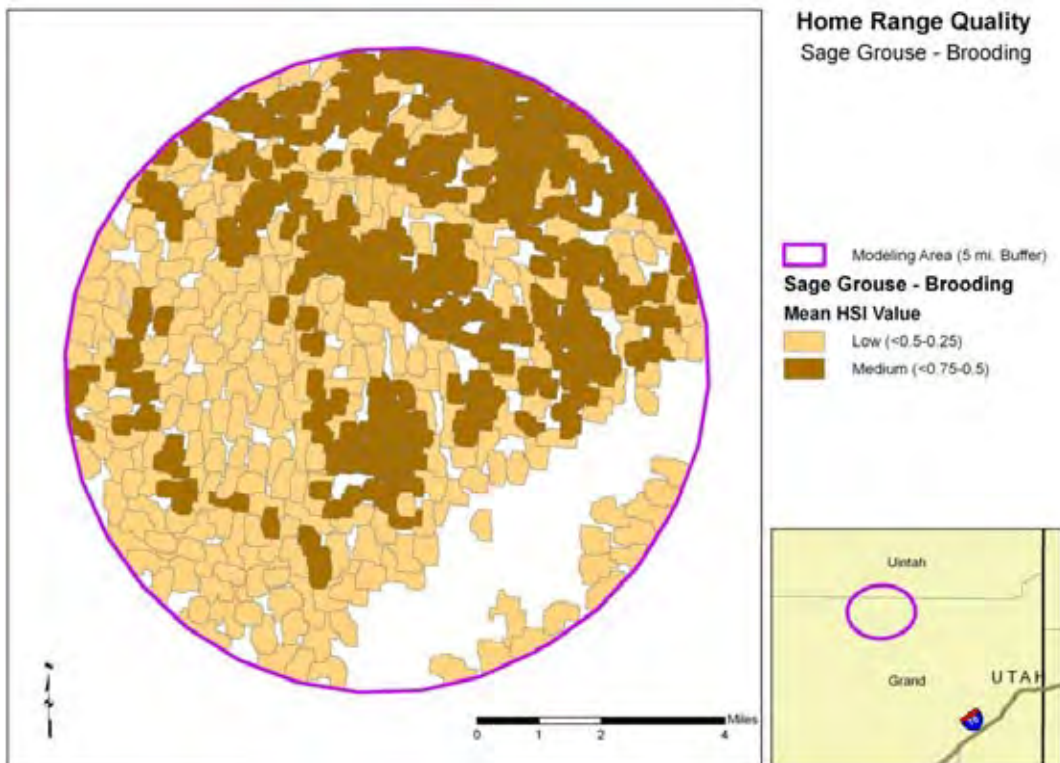 Home Range Quality
Sage Grouse - Brooding
Modeling Area (5 mi. Buffer)
Sage Grouse - Brooding
Mean HSI Value
Low (<0.5-0.25)
Medium (<0.75-0.5)
Miles
0 1 2 4
Uintah
Grand
UTAH
70